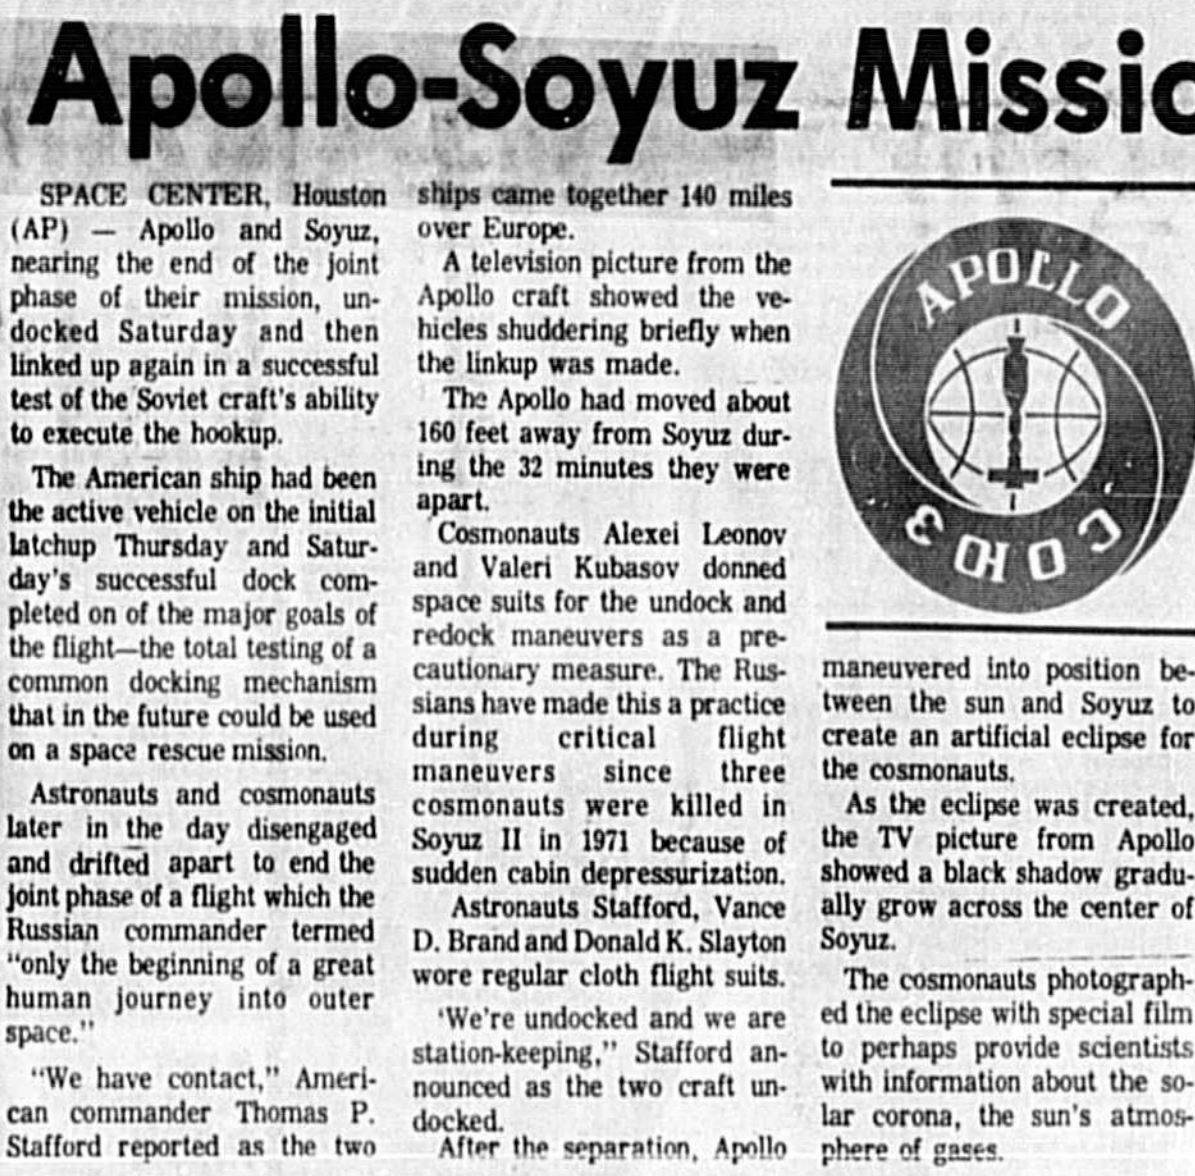 Apollo-Soyuz Missio
SPACE CENTER, Houston
(AP) — Apollo and Soyuz,
nearing the end of the joint
phase of their mission, un-
docked Saturday and then
linked up again in a successful
test of the Soviet craft's ability
to execute the hookup.
The American ship had been
the active vehicle on the initial
latchup Thursday and Satur-
day's successful dock com-
pleted on of the major goals of
the flight—the total testing of a
common docking mechanism
that in the future could be used
on a space rescue mission.
Astronauts and cosmonauts
later in the day disengaged
and drifted apart to end the
joint phase of a flight which the
Russian commander termed
"only the beginning of a great
human journey into outer
space."
"We have contact," Ameri-
can commander Thomas P.
Stafford reported as the two
ships came together 140 miles
over Europe.
A television picture from the
Apollo craft showed the ve-
hicles shuddering briefly when
the linkup was made.
The Apollo had moved about
160 feet away from Soyuz dur-
ing the 32 minutes they were
apart.
Cosmonauts Alexei Leonov
and Valeri Kubasov donned
space suits for the undock and
redock maneuvers as a pre-
cautionary measure. The Rus-
sians have made this a practice
during critical flight
maneuvers since three
cosmonauts were killed in
Soyuz II in 1971 because of
sudden cabin depressurization.
Astronauts Stafford, Vance
D. Brand and Donald K. Slayton
wore regular cloth flight suits.
'We're undocked and we are
station-keeping," Stafford an-
nounced as the two craft un-
docked.
After the separation, Apollo
APOLLO
СОЮЗ
maneuvered into position be-
tween the sun and Soyuz to
create an artificial eclipse for
the cosmonauts.
As the eclipse was created,
the TV picture from Apollo
showed a black shadow gradu-
ally grow across the center of
Soyuz.
The cosmonauts photograph-
ed the eclipse with special film
to perhaps provide scientists
with information about the so-
lar corona, the sun's atmos-
phere of gases.